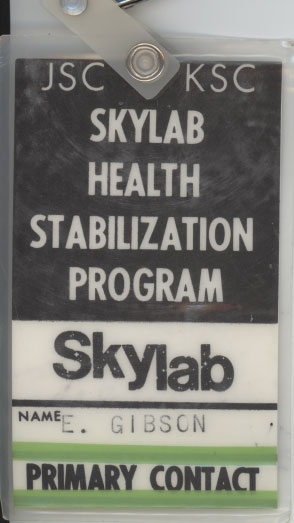 JSC KSC
SKYLAB
HEALTH
STABILIZATION
PROGRAM
Skylab
NAME E. GIBSON
PRIMARY CONTACT